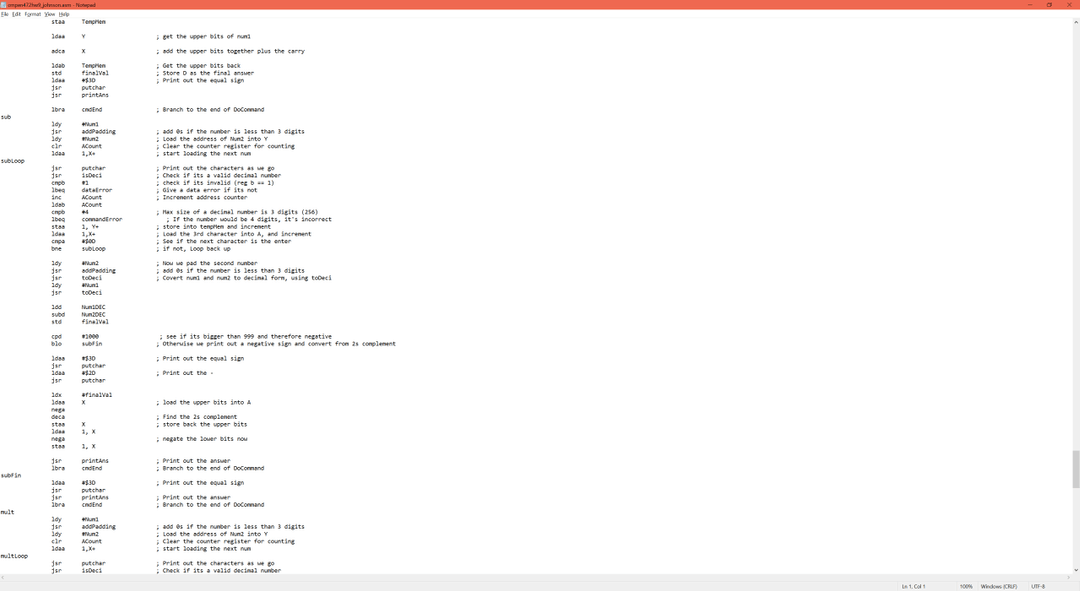 cmpen472hw9_johnson.asm - Notepad
File Edit Format View Help
staa TempMem
ldaa Y ; get the upper bits of num1
adca X ; add the upper bits together plus the carry
ldab TempMem ; Get the upper bits back
std finalVal ; Store D as the final answer
ldaa #$3D ; Print out the equal sign
jsr putchar
jsr printAns
lbra cmdEnd ; Branch to the end of DoCommand
sub
ldy #Num1
jsr addPadding ; add 0s if the number is less than 3 digits
ldy #Num2 ; Load the address of Num2 into Y
clr ACount ; Clear the counter register for counting
ldaa 1,X+ ; start loading the next num
subLoop
jsr putchar ; Print out the characters as we go
jsr isDeci ; Check if its a valid decimal number
cmpb #1 ; check if its invalid (reg b == 1)
lbeq dataError ; Give a data error if its not
inc ACount ; Increment address counter
ldab ACount
cmpb #4 ; Max size of a decimal number is 3 digits (256)
lbeq commandError ; If the number would be 4 digits, it's incorrect
staa 1, Y+ ; store into tempMem and increment
ldaa 1,X+ ; Load the 3rd character into A, and increment
cmpa #$0D ; See if the next character is the enter
bne subLoop ; if not, Loop back up
ldy #Num2 ; Now we pad the second number
jsr addPadding ; add 0s if the number is less than 3 digits
jsr toDeci ; Covert num1 and num2 to decimal form, using toDeci
ldy #Num1
jsr toDeci
ldd Num1DEC
subd Num2DEC
std finalVal
cpd #1000 ; see if its bigger than 999 and therefore negative
blo subFin ; Otherwise we print out a negative sign and convert from 2s complement
ldaa #$3D ; Print out the equal sign
jsr putchar
ldaa #$2D ; Print out the -
jsr putchar
ldx #finalVal
ldaa X ; load the upper bits into A
nega
deca ; Find the 2s complement
staa X ; store back the upper bits
ldaa 1, X
nega ; negate the lower bits now
staa 1, X
jsr printAns ; Print out the answer
lbra cmdEnd ; Branch to the end of DoCommand
subFin
ldaa #$3D ; Print out the equal sign
jsr putchar
jsr printAns ; Print out the answer
lbra cmdEnd ; Branch to the end of DoCommand
mult
ldy #Num1
jsr addPadding ; add 0s if the number is less than 3 digits
ldy #Num2 ; Load the address of Num2 into Y
clr ACount ; Clear the counter register for counting
ldaa 1,X+ ; start loading the next num
multLoop
jsr putchar ; Print out the characters as we go
jsr isDeci ; Check if its a valid decimal number
Ln 1, Col 1 100% Windows (CRLF) UTF-8